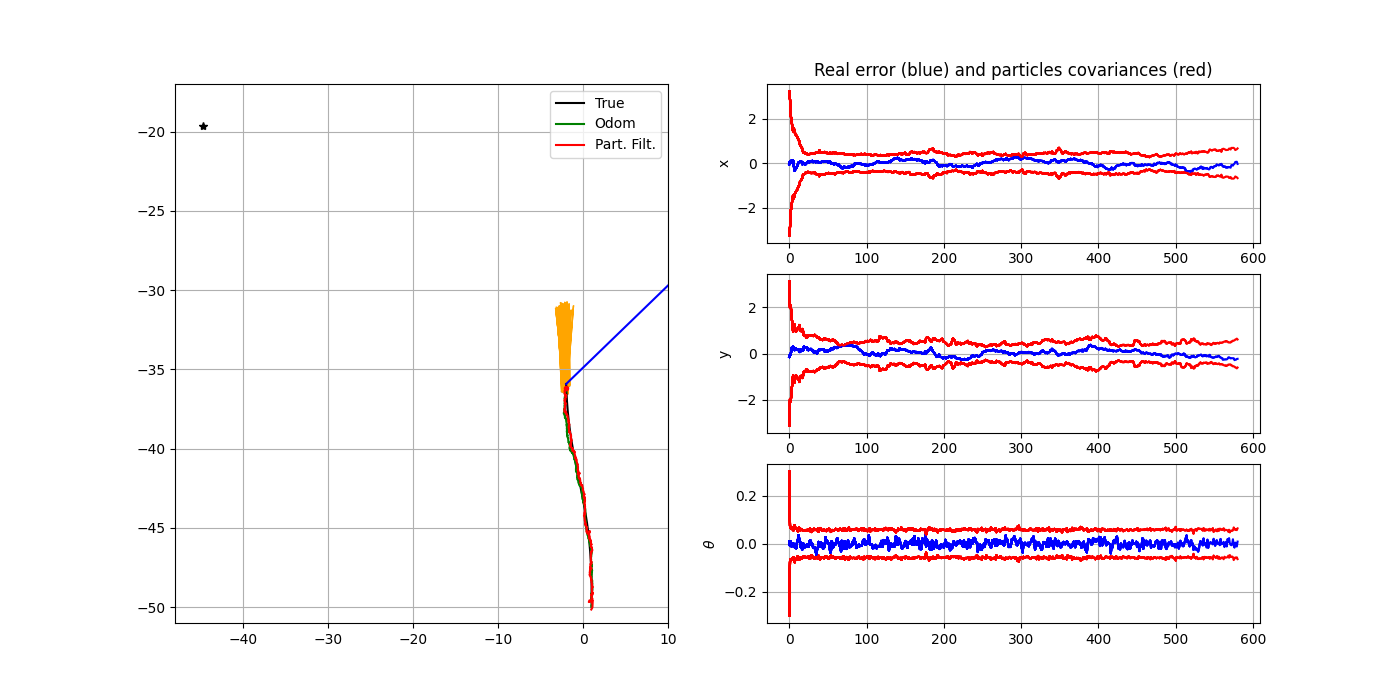 True
Odom
Part. Filt.
−20
−25
−30
−35
−40
−45
−50
−40 −30 −20 −10 0 10
Real error (blue) and particles covariances (red)
x
2
0
−2
0 100 200 300 400 500 600
y
2
0
−2
0 100 200 300 400 500 600
θ
0.2
0.0
−0.2
0 100 200 300 400 500 600